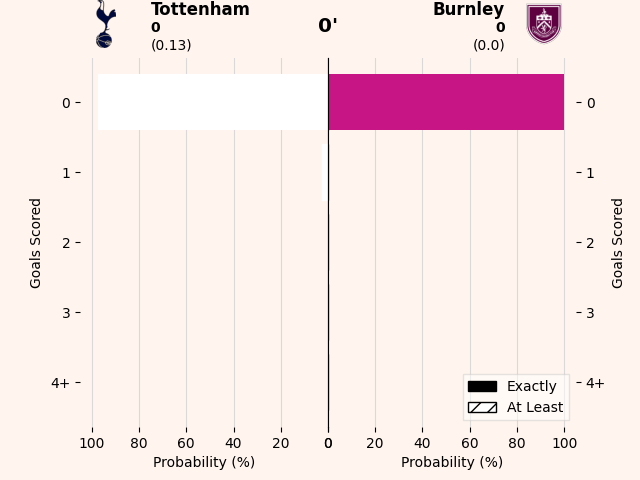 Tottenham
0
(0.13)
0'
Burnley
0
(0.0)
Goals Scored
0
1
2
3
4+
0
1
2
3
4+
Goals Scored
Exactly
At Least
100 80 60 40 20 0
0 20 40 60 80 100
Probability (%)
Probability (%)